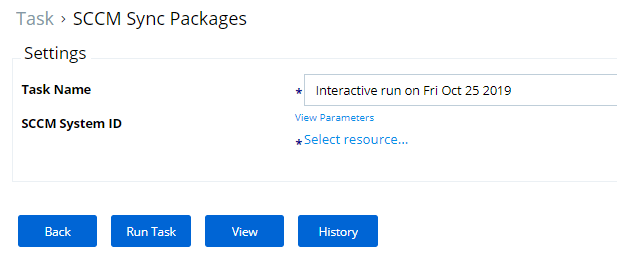 Task › SCCM Sync Packages
Settings
Task Name * Interactive run on Fri Oct 25 2019
SCCM System ID View Parameters
* Select resource...
Back Run Task View History